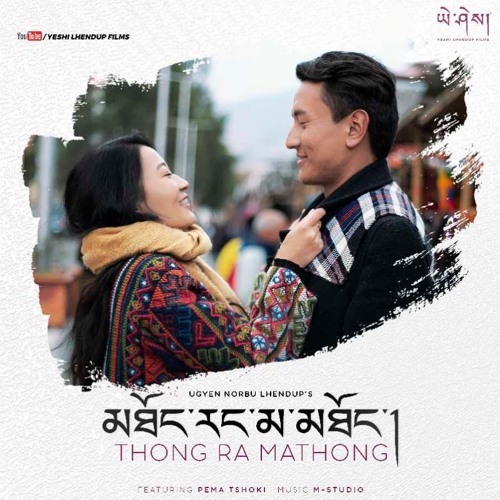 YouTube /YESHI LHENDUP FILMS
ཡེ་ཤེས།
YESHI LHENDUP FILMS
UGYEN NORBU LHENDUP'S
མཐོང་རང་མ་མཐོང་།
THONG RA MATHONG
FEATURING PEMA TSHOKI MUSIC M-STUDIO